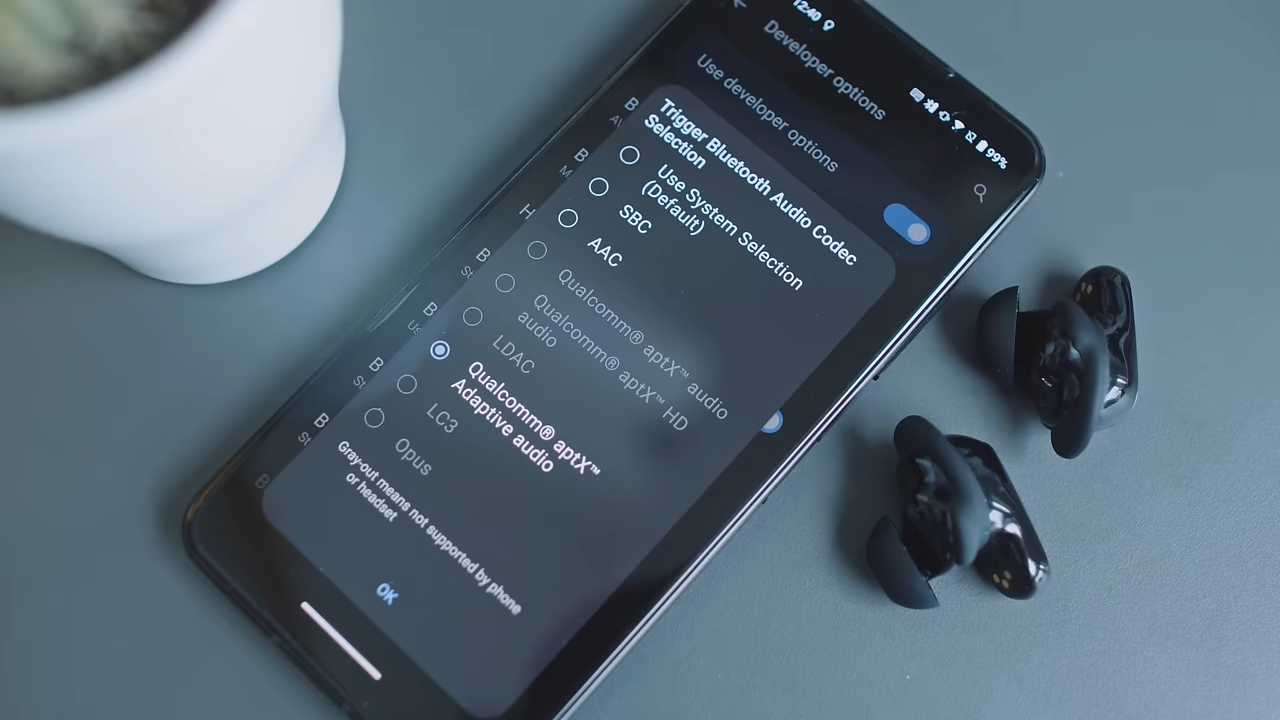 12:40
99%
Developer options
Use developer options
Trigger Bluetooth Audio Codec
Selection
Use System Selection
(Default)
SBC
AAC
Qualcomm® aptX™ audio
Qualcomm® aptX™ HD
audio
LDAC
Qualcomm® aptX™
Adaptive audio
LC3
Opus
Gray-out means not supported by phone
or headset
OK